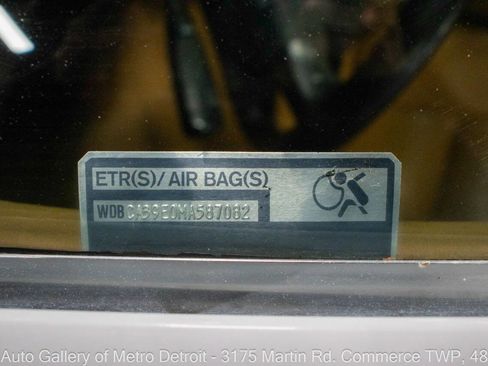 ETR(S)/ AIR BAG(S)
WDBCA39E0MA587062
Auto Gallery of Metro Detroit - 3175 Martin Rd. Commerce TWP, 48